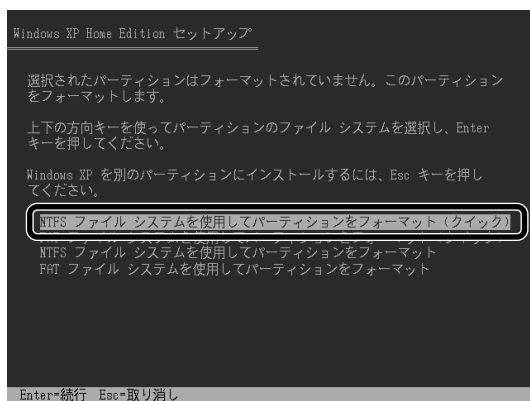 Windows XP Home Edition セットアップ
選択されたパーティションはフォーマットされていません。このパーティション
をフォーマットします。
上下の方向キーを使ってパーティションのファイル システムを選択し、Enter
キーを押してください。
Windows XP を別のパーティションにインストールするには、Esc キーを押し
てください。
NTFS ファイル システムを使用してパーティションをフォーマット (クイック)
NTFS ファイル システムを使用してパーティションをフォーマット
FAT ファイル システムを使用してパーティションをフォーマット
Enter=続行 Esc=取り消し